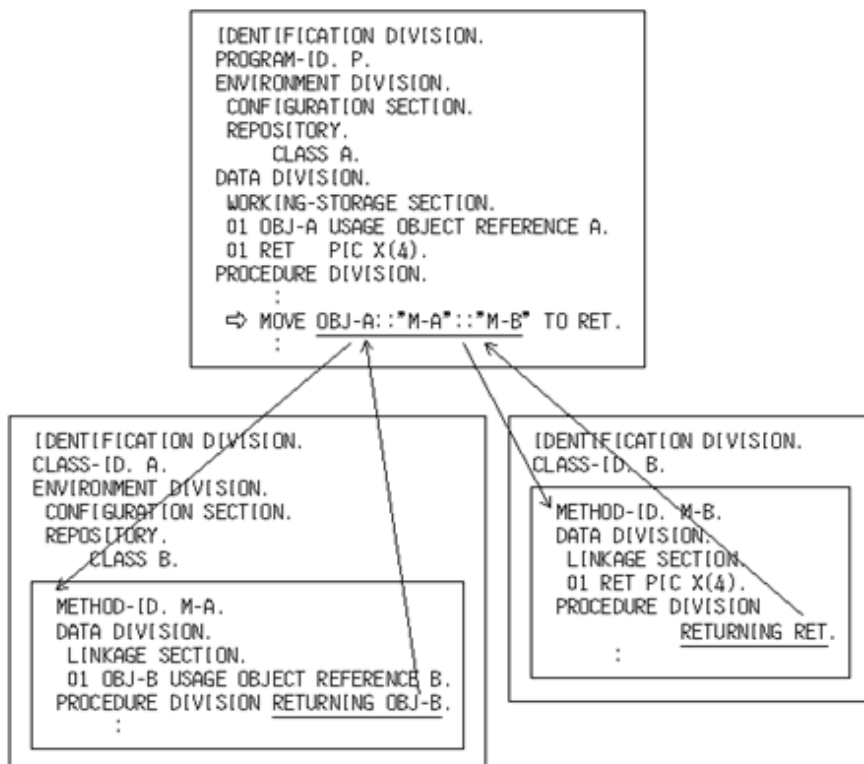 IDENTIFICATION DIVISION.
PROGRAM-ID. P.
ENVIRONMENT DIVISION.
CONFIGURATION SECTION.
REPOSITORY.
CLASS A.
DATA DIVISION.
WORKING-STORAGE SECTION.
01 OBJ-A USAGE OBJECT REFERENCE A.
01 RET   PIC X(4).
PROCEDURE DIVISION.
:
⇨ MOVE OBJ-A::"M-A"::"M-B" TO RET.
:
IDENTIFICATION DIVISION.
CLASS-ID. A.
ENVIRONMENT DIVISION.
CONFIGURATION SECTION.
REPOSITORY.
CLASS B.
METHOD-ID. M-A.
DATA DIVISION.
LINKAGE SECTION.
01 OBJ-B USAGE OBJECT REFERENCE B.
PROCEDURE DIVISION RETURNING OBJ-B.
:
IDENTIFICATION DIVISION.
CLASS-ID. B.
METHOD-ID. M-B.
DATA DIVISION.
LINKAGE SECTION.
01 RET PIC X(4).
PROCEDURE DIVISION
RETURNING RET.
: